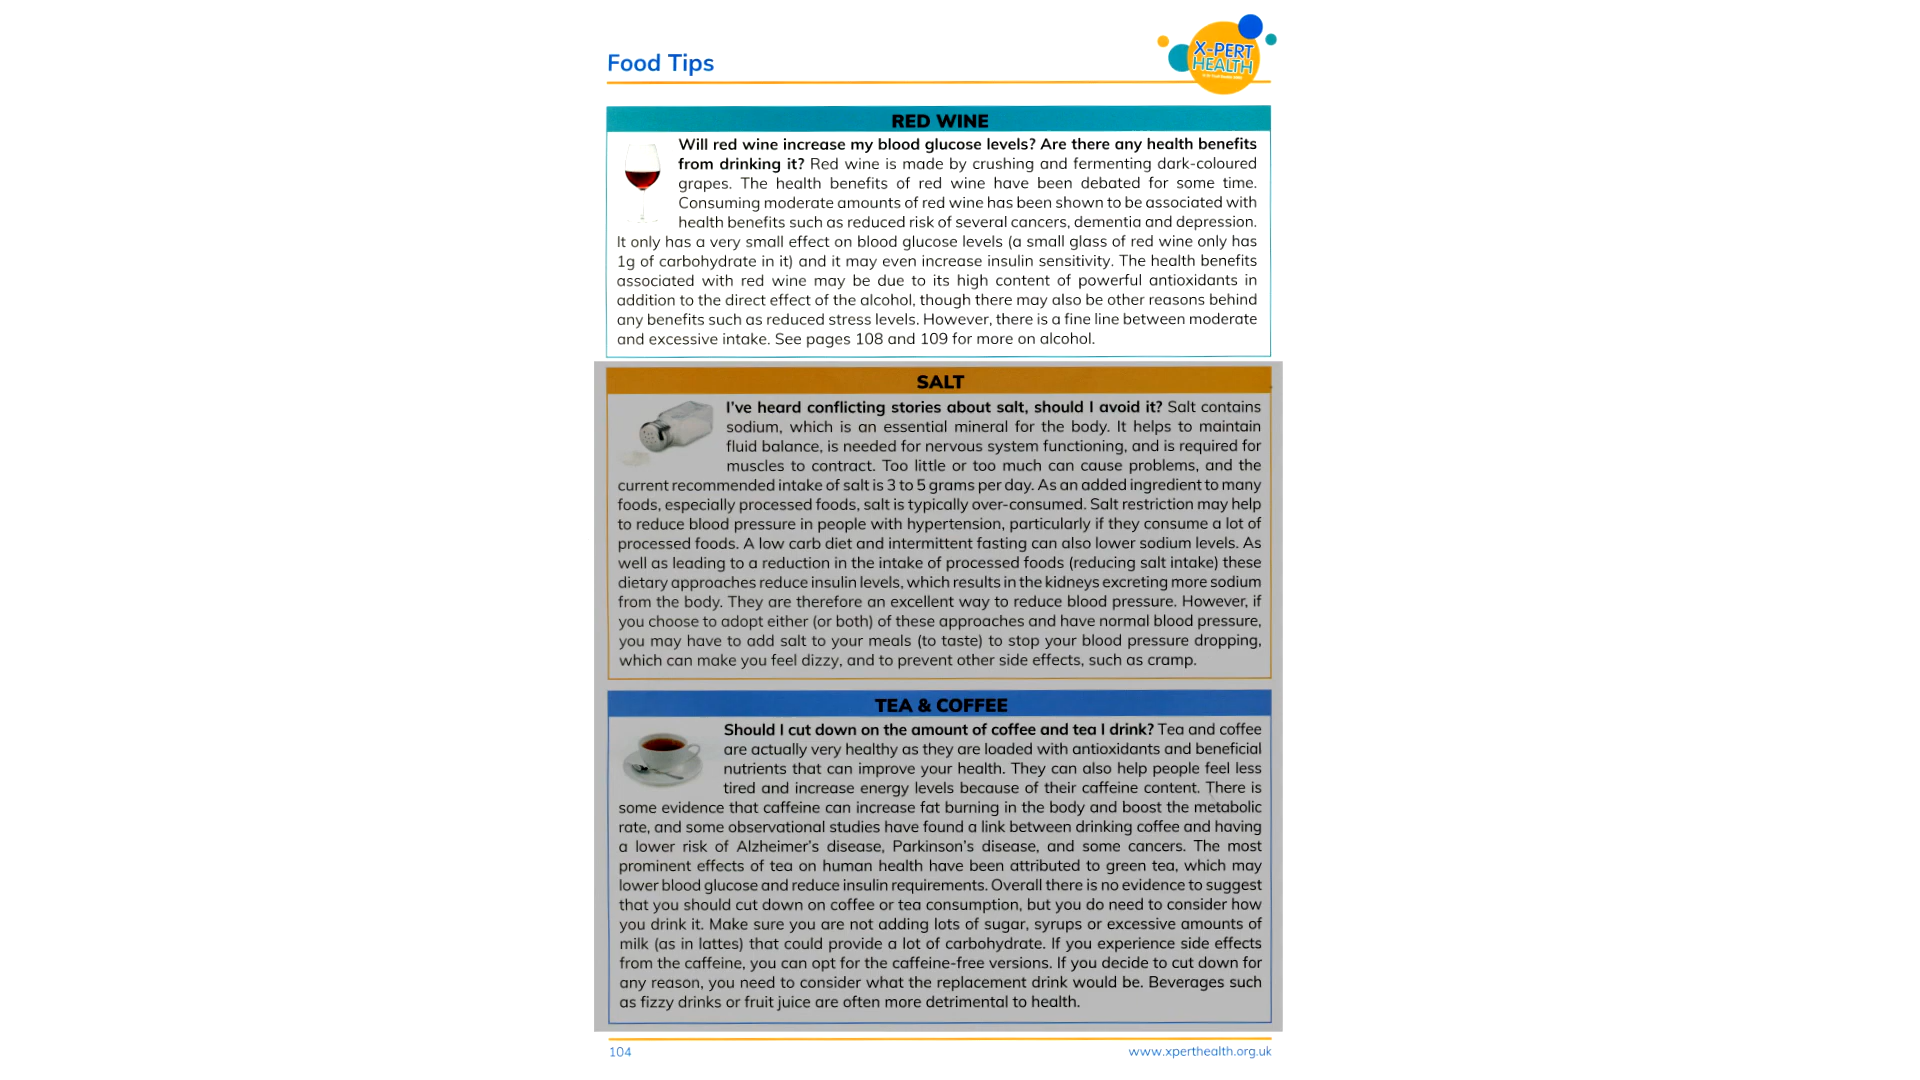 Food Tips
X-PERT
HEALTH
RED WINE
Will red wine increase my blood glucose levels? Are there any health benefits
from drinking it? Red wine is made by crushing and fermenting dark-coloured
grapes. The health benefits of red wine have been debated for some time.
Consuming moderate amounts of red wine has been shown to be associated with
health benefits such as reduced risk of several cancers, dementia and depression.
It only has a very small effect on blood glucose levels (a small glass of red wine only has
1g of carbohydrate in it) and it may even increase insulin sensitivity. The health benefits
associated with red wine may be due to its high content of powerful antioxidants in
addition to the direct effect of the alcohol, though there may also be other reasons behind
any benefits such as reduced stress levels. However, there is a fine line between moderate
and excessive intake. See pages 108 and 109 for more on alcohol.
SALT
I've heard conflicting stories about salt, should I avoid it? Salt contains
sodium, which is an essential mineral for the body. It helps to maintain
fluid balance, is needed for nervous system functioning, and is required for
muscles to contract. Too little or too much can cause problems, and the
current recommended intake of salt is 3 to 5 grams per day. As an added ingredient to many
foods, especially processed foods, salt is typically over-consumed. Salt restriction may help
to reduce blood pressure in people with hypertension, particularly if they consume a lot of
processed foods. A low carb diet and intermittent fasting can also lower sodium levels. As
well as leading to a reduction in the intake of processed foods (reducing salt intake) these
dietary approaches reduce insulin levels, which results in the kidneys excreting more sodium
from the body. They are therefore an excellent way to reduce blood pressure. However, if
you choose to adopt either (or both) of these approaches and have normal blood pressure,
you may have to add salt to your meals (to taste) to stop your blood pressure dropping,
which can make you feel dizzy, and to prevent other side effects, such as cramp.
TEA & COFFEE
Should I cut down on the amount of coffee and tea I drink? Tea and coffee
are actually very healthy as they are loaded with antioxidants and beneficial
nutrients that can improve your health. They can also help people feel less
tired and increase energy levels because of their caffeine content. There is
some evidence that caffeine can increase fat burning in the body and boost the metabolic
rate, and some observational studies have found a link between drinking coffee and having
a lower risk of Alzheimer's disease, Parkinson's disease, and some cancers. The most
prominent effects of tea on human health have been attributed to green tea, which may
lower blood glucose and reduce insulin requirements. Overall there is no evidence to suggest
that you should cut down on coffee or tea consumption, but you do need to consider how
you drink it. Make sure you are not adding lots of sugar, syrups or excessive amounts of
milk (as in lattes) that could provide a lot of carbohydrate. If you experience side effects
from the caffeine, you can opt for the caffeine-free versions. If you decide to cut down for
any reason, you need to consider what the replacement drink would be. Beverages such
as fizzy drinks or fruit juice are often more detrimental to health.
104
www.xperthealth.org.uk